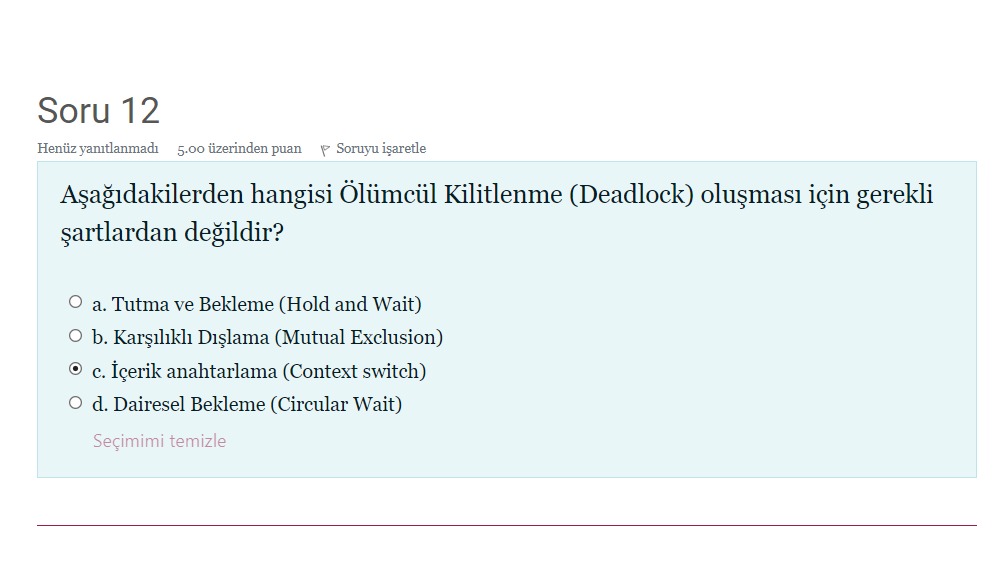 Soru 12
Henüz yanıtlanmadı 5.00 üzerinden puan Soruyu işaretle
Aşağıdakilerden hangisi Ölümcül Kilitlenme (Deadlock) oluşması için gerekli
şartlardan değildir?
a. Tutma ve Bekleme (Hold and Wait)
b. Karşılıklı Dışlama (Mutual Exclusion)
c. İçerik anahtarlama (Context switch)
d. Dairesel Bekleme (Circular Wait)
Seçimimi temizle